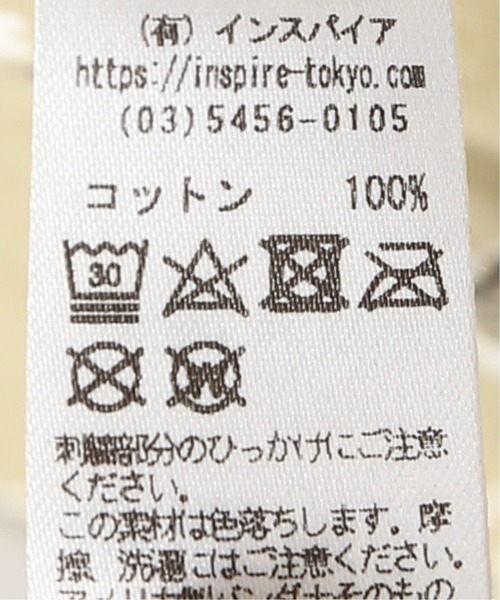 (有) インスパイア
https://inspire-tokyo.com
(03)5456-0105
コットン 100%
30
W
刺繍部分のひっかけにご注意
ください。
この素材は色落ちします。摩
擦 洗濯にはご注意ください。